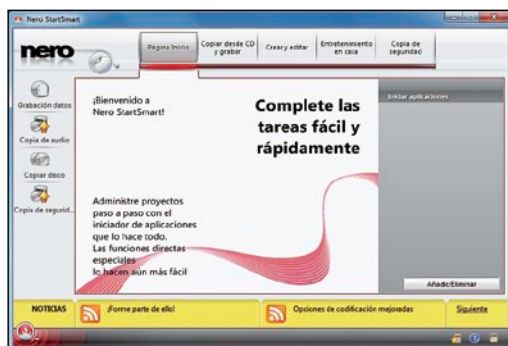 Nero StartSmart
nero
Página Inicio
Copiar desde CD
y grabar
Crear y editar
Entretenimiento
en casa
Copia de
seguridad
Grabación datos
Copia de audio
Copiar disco
Copia de segurid...
¡Bienvenido a
Nero StartSmart!
Complete las
tareas fácil y
rápidamente
Administre proyectos
paso a paso con el
iniciador de aplicaciones
que lo hace todo.
Las funciones directas
especiales
lo hacen aún más fácil
Iniciar aplicaciones
Añadir/Eliminar
NOTICIAS
¡Forme parte de ello!
Opciones de codificación mejoradas
Siguiente